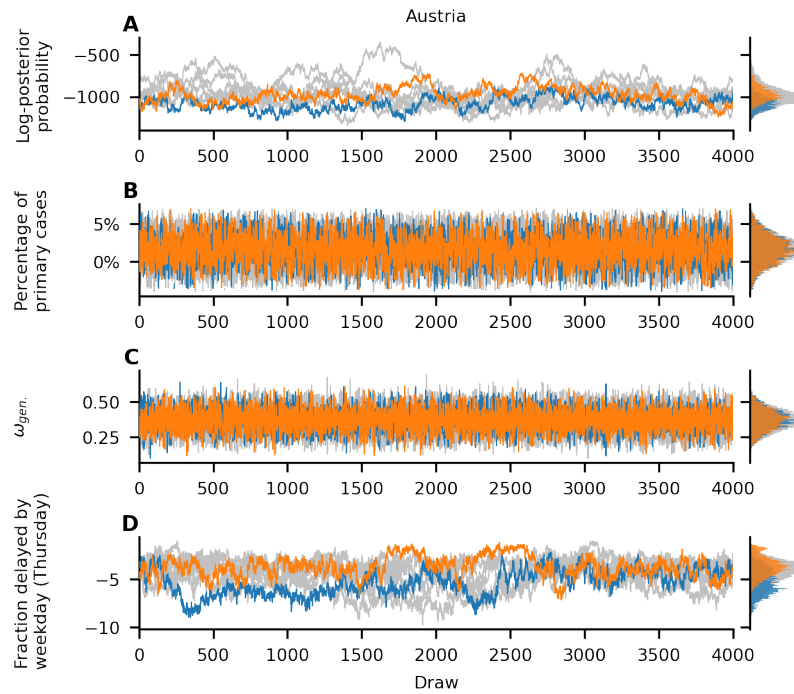 Austria
A
Log-posterior
probability
−500
−1000
0 500 1000 1500 2000 2500 3000 3500 4000
B
Percentage of
primary cases
5%
0%
0 500 1000 1500 2000 2500 3000 3500 4000
C
ω_gen.
0.50
0.25
0 500 1000 1500 2000 2500 3000 3500 4000
D
Fraction delayed by
weekday (Thursday)
−5
−10
0 500 1000 1500 2000 2500 3000 3500 4000
Draw